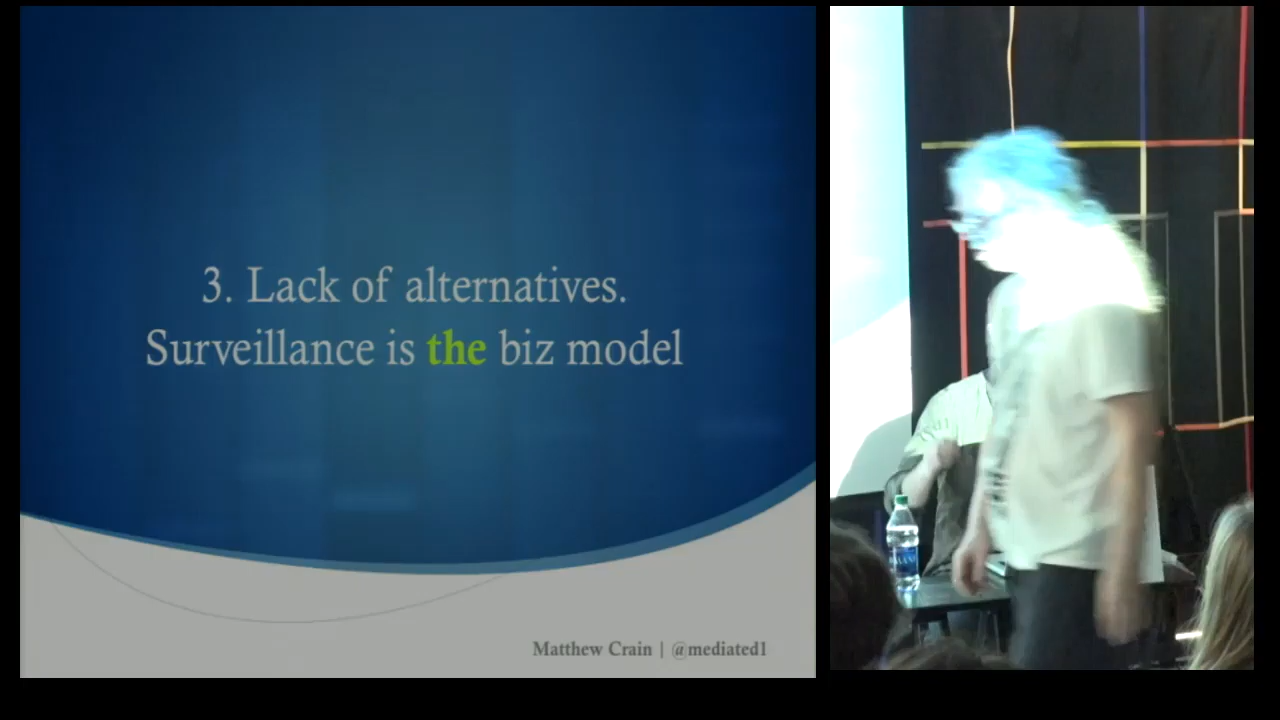 3. Lack of alternatives.
Surveillance is the biz model
Matthew Crain | @mediated1